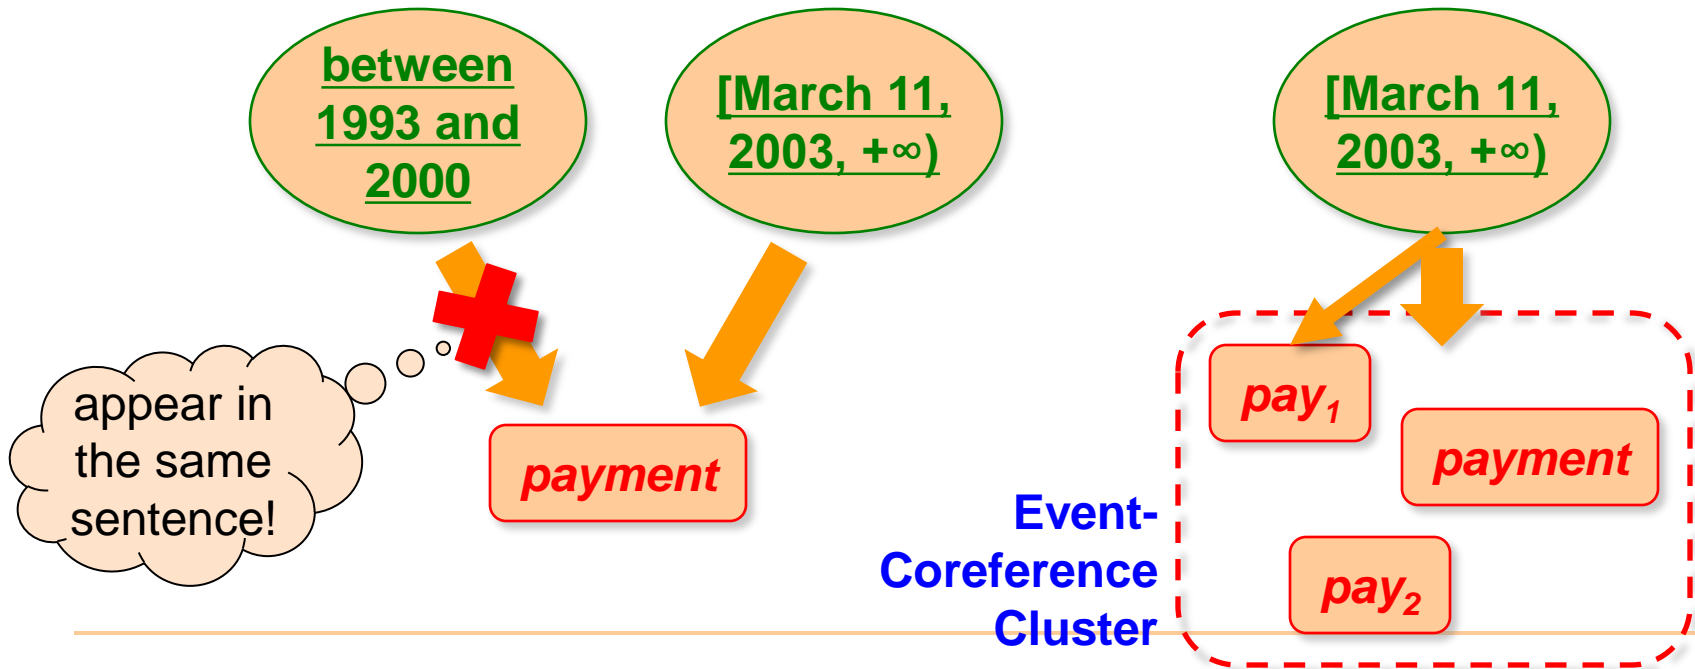 between
1993 and
2000
[March 11,
2003, +∞)
[March 11,
2003, +∞)
appear in
the same
sentence!
payment
Event-
Coreference
Cluster
pay₁
payment
pay₂